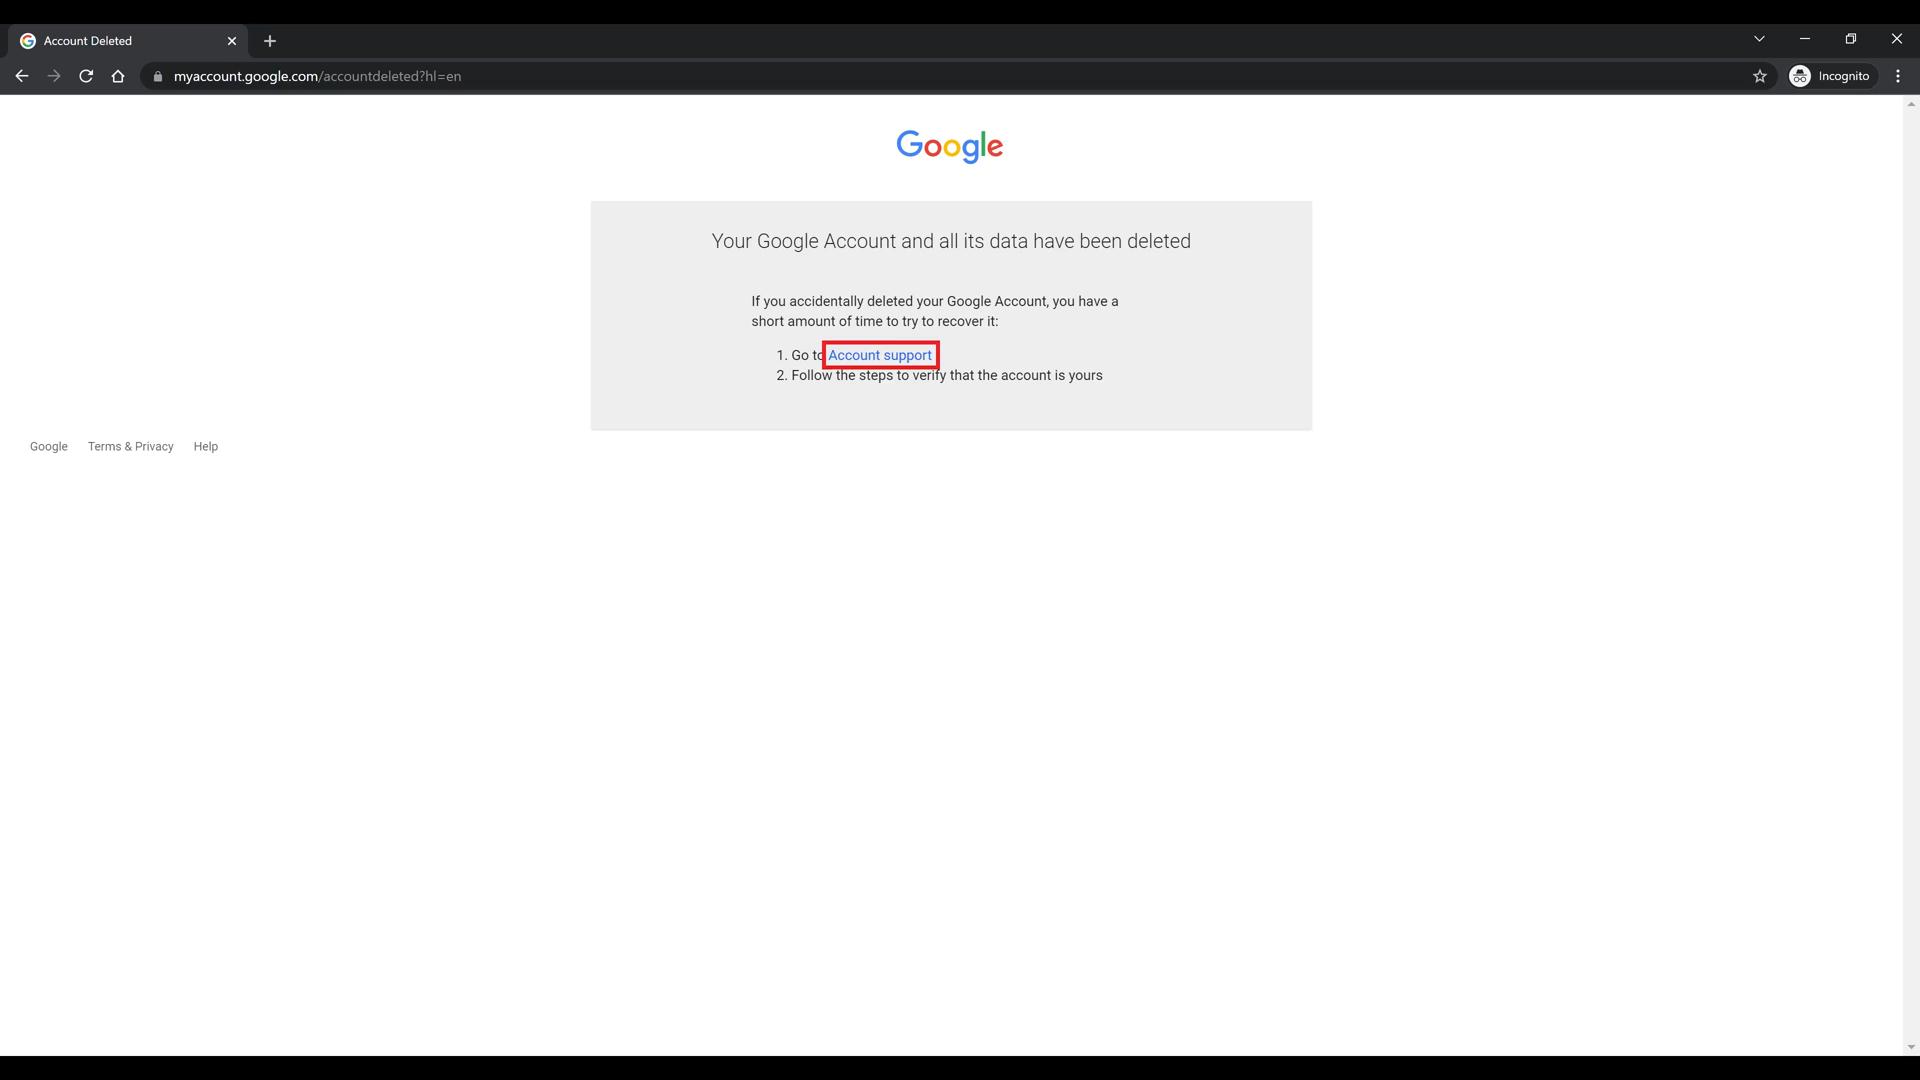 Account Deleted
myaccount.google.com/accountdeleted?hl=en
Incognito
Google
Your Google Account and all its data have been deleted
If you accidentally deleted your Google Account, you have a
short amount of time to try to recover it:
1. Go to Account support
2. Follow the steps to verify that the account is yours
Google Terms & Privacy Help